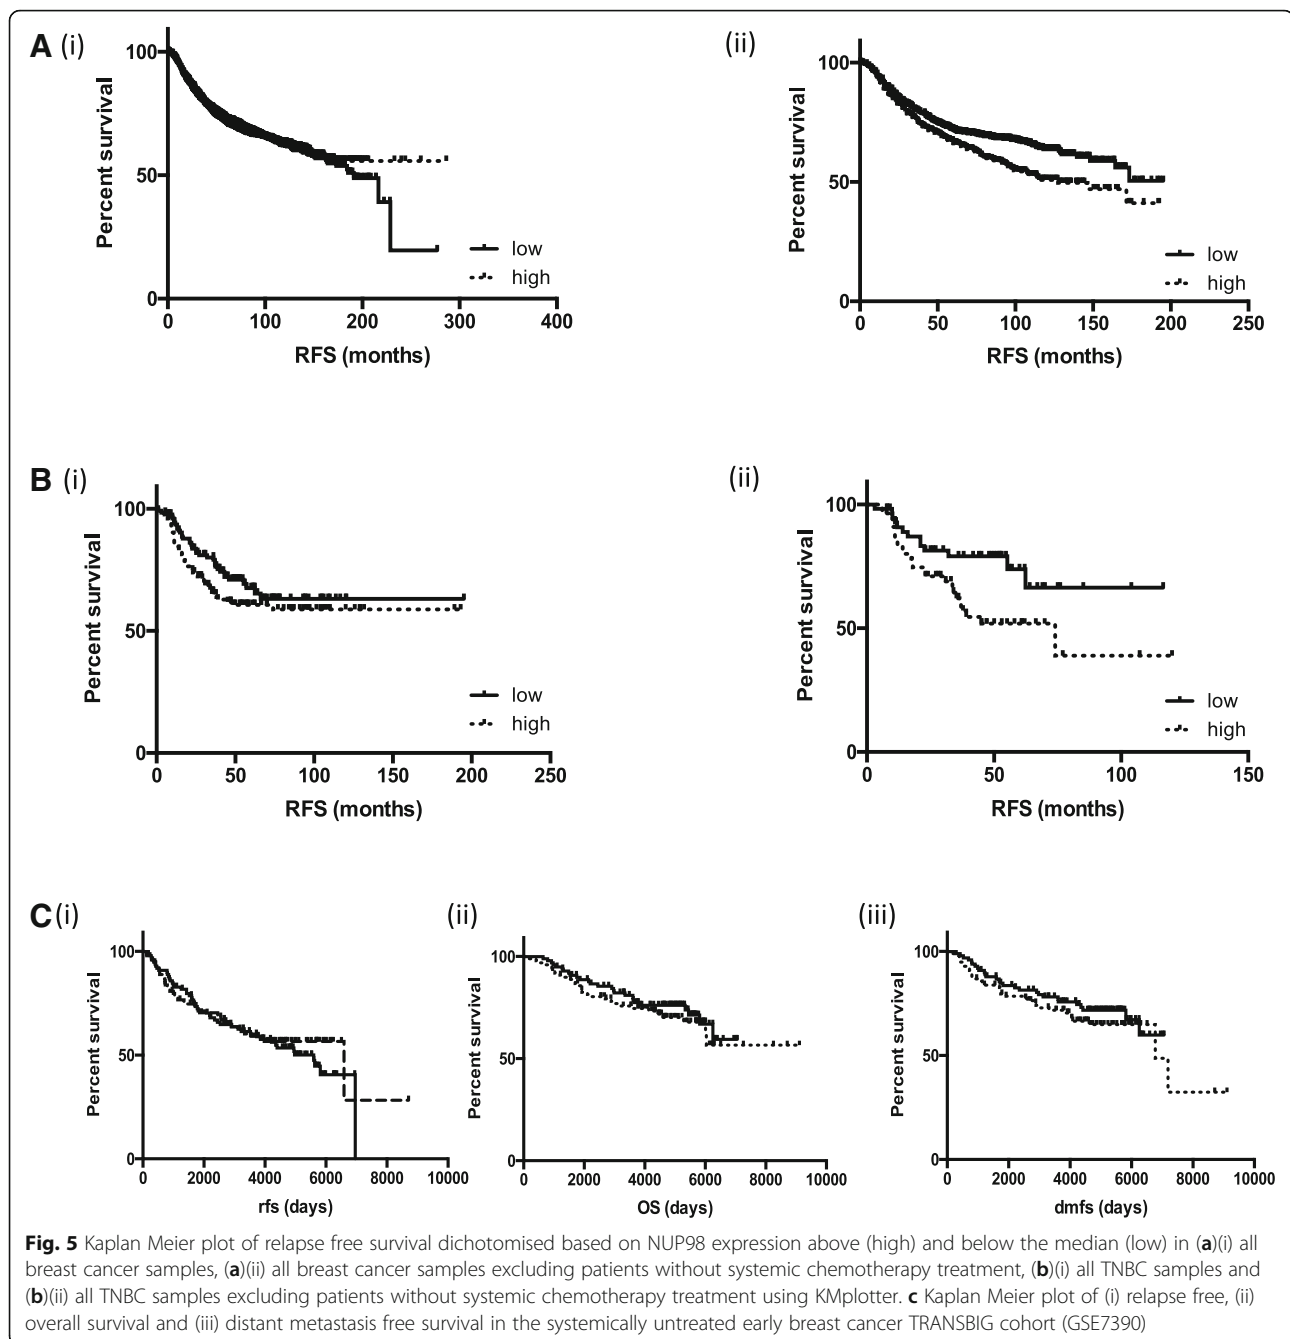 A (i)
100
50
0
Percent survival
low
high
0 100 200 300 400
RFS (months)
(ii)
100
50
0
Percent survival
low
high
0 50 100 150 200 250
RFS (months)
B (i)
100
50
0
Percent survival
low
high
0 50 100 150 200 250
RFS (months)
(ii)
100
50
0
Percent survival
low
high
0 50 100 150
RFS (months)
C (i)
100
50
0
Percent survival
0 2000 4000 6000 8000 10000
rfs (days)
(ii)
100
50
0
Percent survival
0 2000 4000 6000 8000 10000
OS (days)
(iii)
100
50
0
Percent survival
0 2000 4000 6000 8000 10000
dmfs (days)
Fig. 5 Kaplan Meier plot of relapse free survival dichotomised based on NUP98 expression above (high) and below the median (low) in (a)(i) all
breast cancer samples, (a)(ii) all breast cancer samples excluding patients without systemic chemotherapy treatment, (b)(i) all TNBC samples and
(b)(ii) all TNBC samples excluding patients without systemic chemotherapy treatment using KMplotter. c Kaplan Meier plot of (i) relapse free, (ii)
overall survival and (iii) distant metastasis free survival in the systemically untreated early breast cancer TRANSBIG cohort (GSE7390)